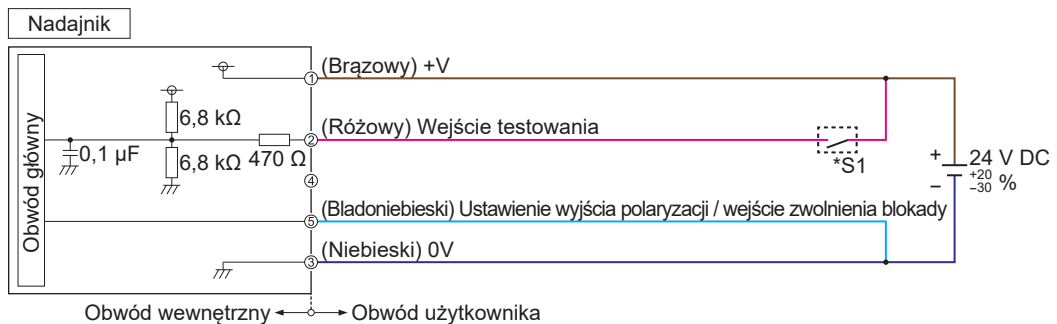 Nadajnik
Obwód główny
(Brązowy) +V
1
6,8 kΩ
(Różowy) Wejście testowania
2
0,1 µF
6,8 kΩ
470 Ω
*S1
4
+
24 V DC
+20
−30 %
−
(Bladoniebieski) Ustawienie wyjścia polaryzacji / wejście zwolnienia blokady
5
(Niebieski) 0V
3
Obwód wewnętrzny
Obwód użytkownika